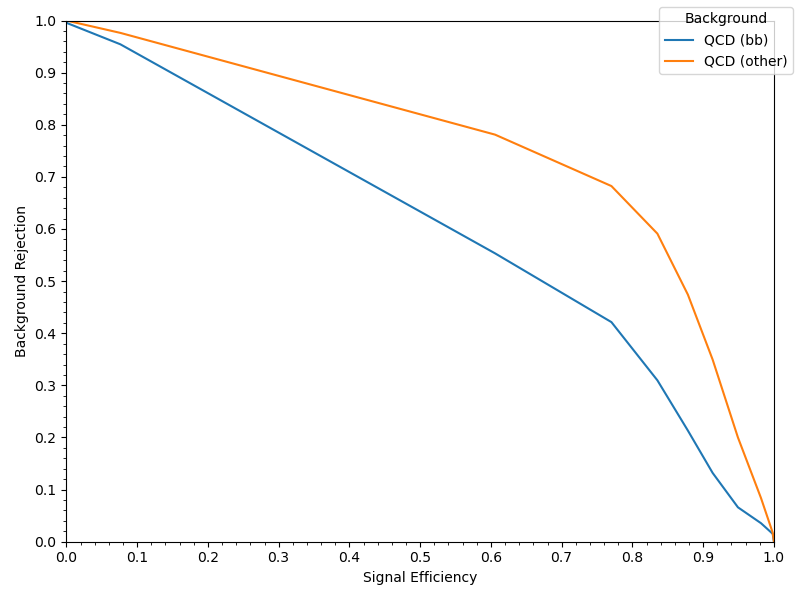 Background
QCD (bb)
QCD (other)
Background Rejection
1.0
0.9
0.8
0.7
0.6
0.5
0.4
0.3
0.2
0.1
0.0
0.0 0.1 0.2 0.3 0.4 0.5 0.6 0.7 0.8 0.9 1.0
Signal Efficiency